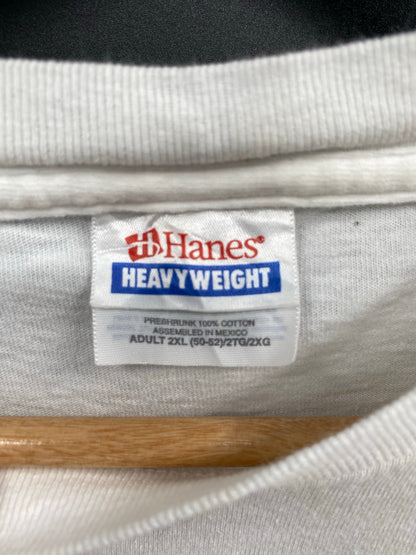 Hanes®
HEAVYWEIGHT
PRESHRUNK 100% COTTON
ASSEMBLED IN MEXICO
ADULT 2XL (50-52)/2TG/2XG